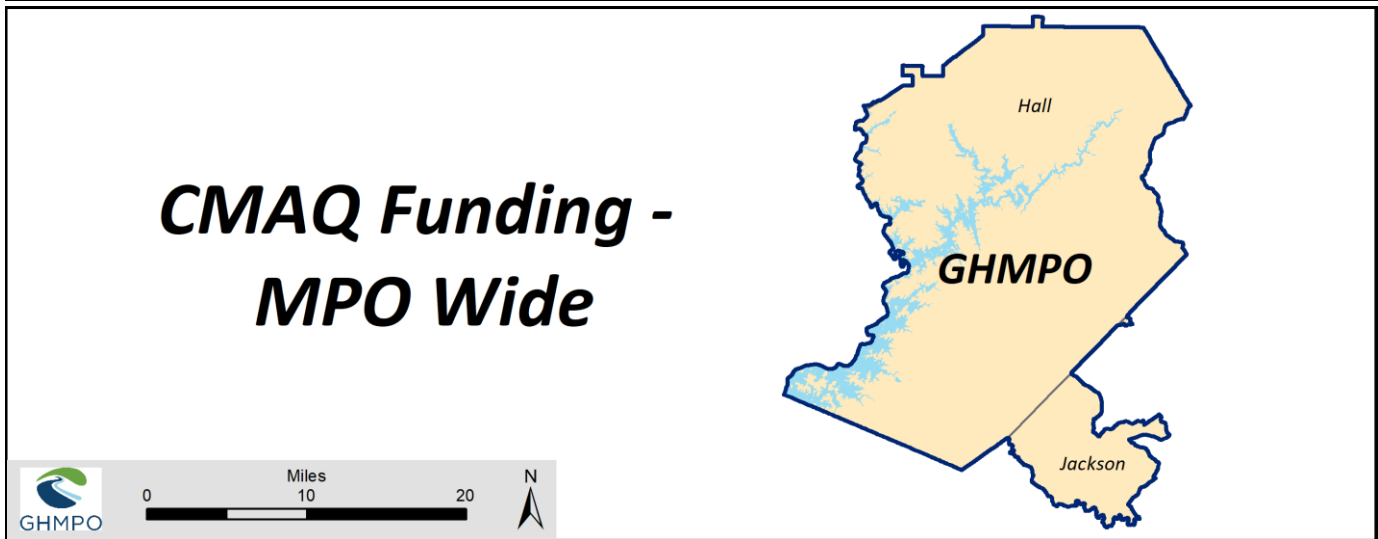 CMAQ Funding -
MPO Wide
Hall
GHMPO
Jackson
GHMPO
Miles
0 10 20
N